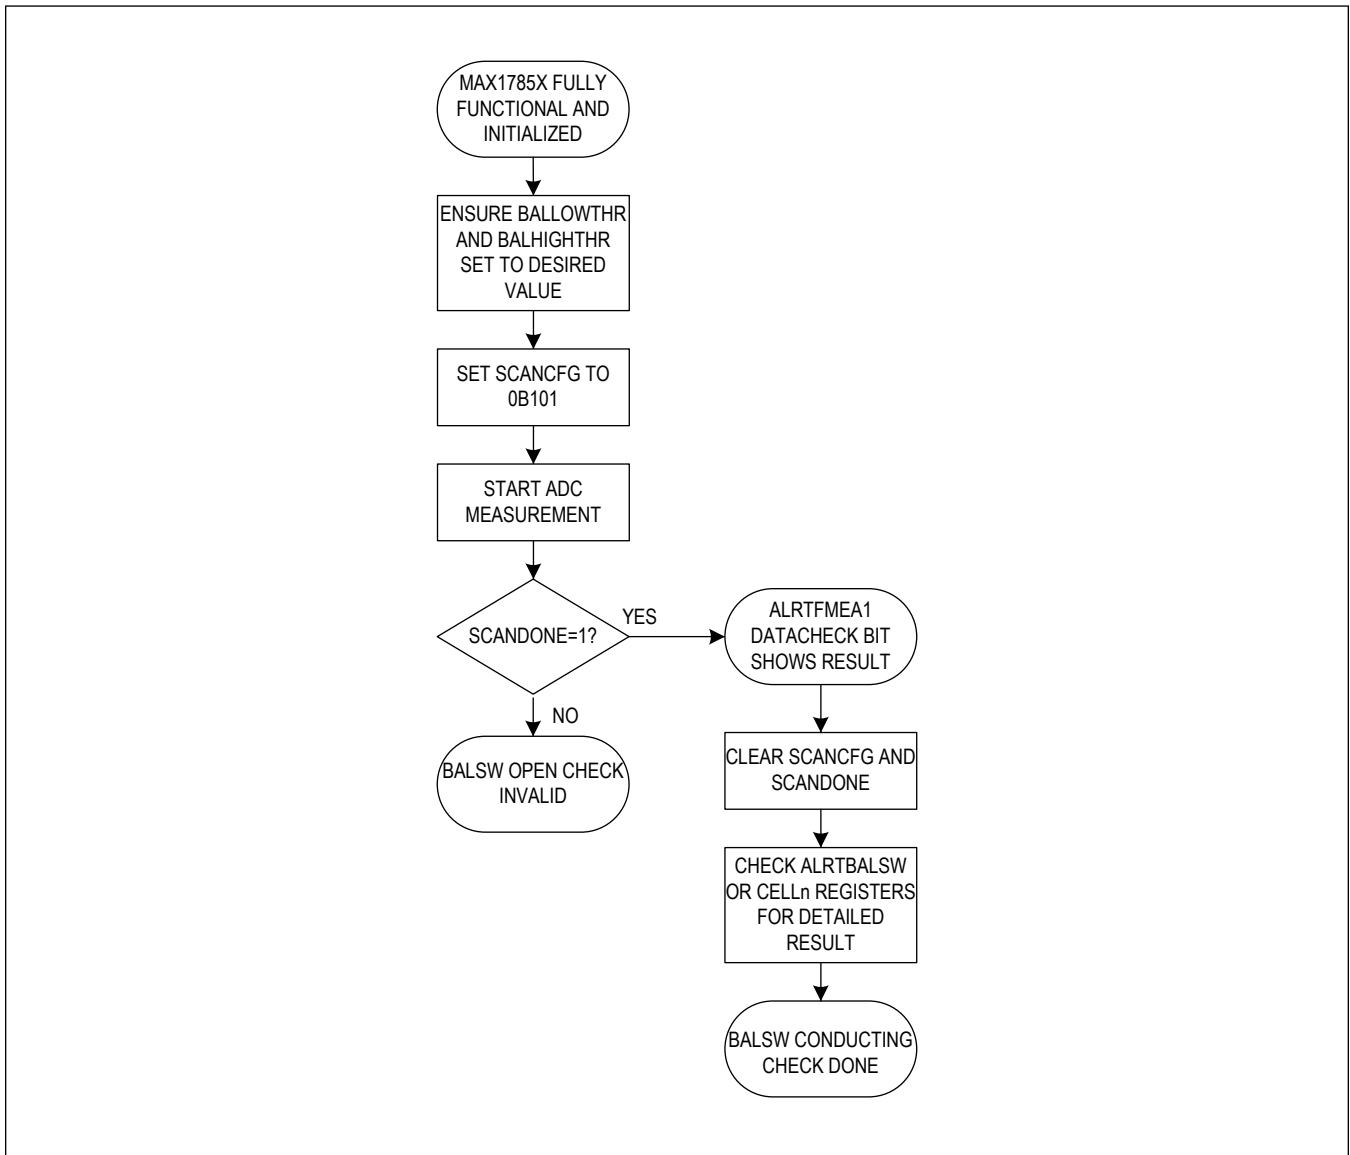 MAX1785X FULLY
FUNCTIONAL AND
INITIALIZED
ENSURE BALLOWTHR
AND BALHIGHTHR
SET TO DESIRED
VALUE
SET SCANCFG TO
0B101
START ADC
MEASUREMENT
SCANDONE=1?
YES
ALRTFMEA1
DATACHECK BIT
SHOWS RESULT
NO
BALSW OPEN CHECK
INVALID
CLEAR SCANCFG AND
SCANDONE
CHECK ALRTBALSW
OR CELLn REGISTERS
FOR DETAILED
RESULT
BALSW CONDUCTING
CHECK DONE